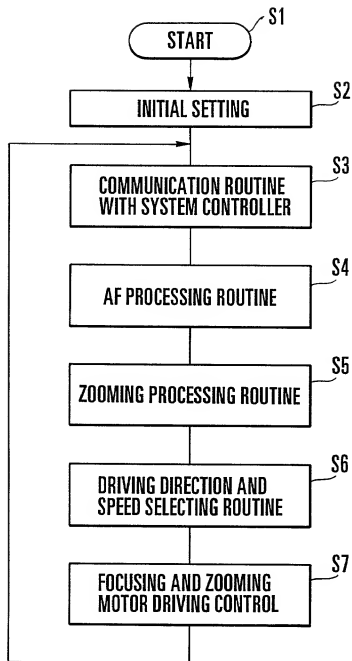 S1
START
S2
INITIAL SETTING
S3
COMMUNICATION ROUTINE
WITH SYSTEM CONTROLLER
S4
AF PROCESSING ROUTINE
S5
ZOOMING PROCESSING ROUTINE
S6
DRIVING DIRECTION AND
SPEED SELECTING ROUTINE
S7
FOCUSING AND ZOOMING
MOTOR DRIVING CONTROL